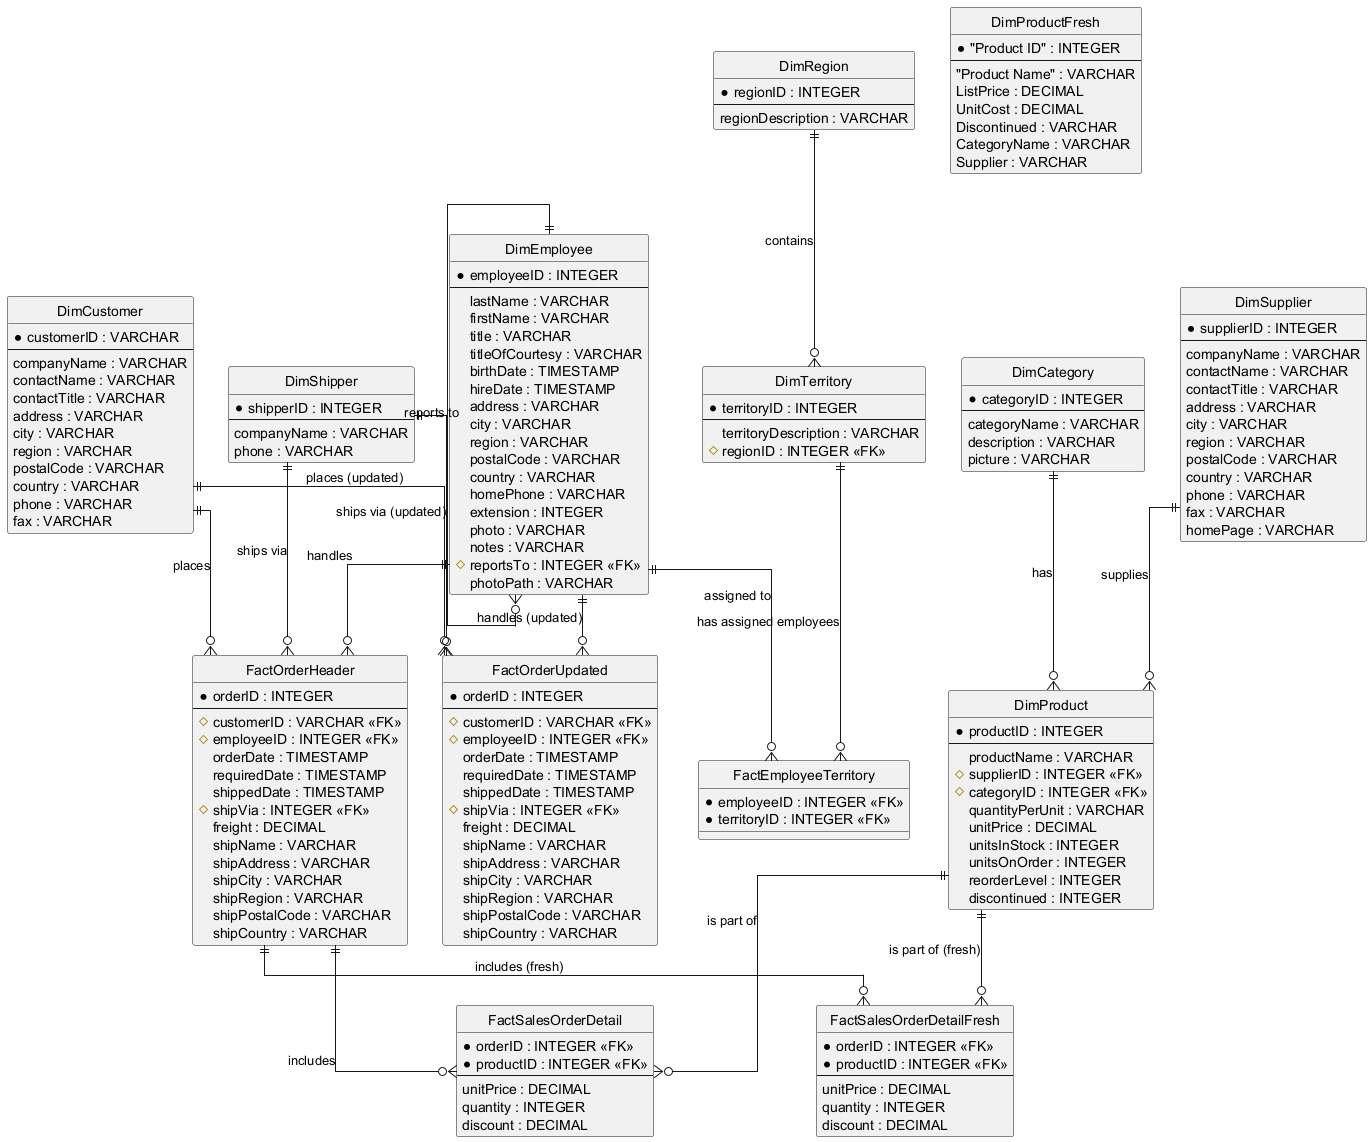 DimProductFresh
"Product ID" : INTEGER
"Product Name" : VARCHAR
ListPrice : DECIMAL
UnitCost : DECIMAL
Discontinued : VARCHAR
CategoryName : VARCHAR
Supplier : VARCHAR
DimRegion
regionID : INTEGER
regionDescription : VARCHAR
contains
DimEmployee
employeeID : INTEGER
lastName : VARCHAR
firstName : VARCHAR
title : VARCHAR
titleOfCourtesy : VARCHAR
birthDate : TIMESTAMP
hireDate : TIMESTAMP
address : VARCHAR
city : VARCHAR
region : VARCHAR
postalCode : VARCHAR
country : VARCHAR
homePhone : VARCHAR
extension : INTEGER
photo : VARCHAR
notes : VARCHAR
reportsTo : INTEGER «FK»
photoPath : VARCHAR
DimCustomer
customerID : VARCHAR
companyName : VARCHAR
contactName : VARCHAR
contactTitle : VARCHAR
address : VARCHAR
city : VARCHAR
region : VARCHAR
postalCode : VARCHAR
country : VARCHAR
phone : VARCHAR
fax : VARCHAR
DimShipper
shipperID : INTEGER
companyName : VARCHAR
phone : VARCHAR
reports to
DimTerritory
territoryID : INTEGER
territoryDescription : VARCHAR
regionID : INTEGER «FK»
DimCategory
categoryID : INTEGER
categoryName : VARCHAR
description : VARCHAR
picture : VARCHAR
DimSupplier
supplierID : INTEGER
companyName : VARCHAR
contactName : VARCHAR
contactTitle : VARCHAR
address : VARCHAR
city : VARCHAR
region : VARCHAR
postalCode : VARCHAR
country : VARCHAR
phone : VARCHAR
fax : VARCHAR
homePage : VARCHAR
places (updated)
ships via (updated)
places
ships via
handles
handles (updated)
assigned to
has assigned employees
has
supplies
FactOrderHeader
orderID : INTEGER
customerID : VARCHAR «FK»
employeeID : INTEGER «FK»
orderDate : TIMESTAMP
requiredDate : TIMESTAMP
shippedDate : TIMESTAMP
shipVia : INTEGER «FK»
freight : DECIMAL
shipName : VARCHAR
shipAddress : VARCHAR
shipCity : VARCHAR
shipRegion : VARCHAR
shipPostalCode : VARCHAR
shipCountry : VARCHAR
FactOrderUpdated
orderID : INTEGER
customerID : VARCHAR «FK»
employeeID : INTEGER «FK»
orderDate : TIMESTAMP
requiredDate : TIMESTAMP
shippedDate : TIMESTAMP
shipVia : INTEGER «FK»
freight : DECIMAL
shipName : VARCHAR
shipAddress : VARCHAR
shipCity : VARCHAR
shipRegion : VARCHAR
shipPostalCode : VARCHAR
shipCountry : VARCHAR
FactEmployeeTerritory
employeeID : INTEGER «FK»
territoryID : INTEGER «FK»
DimProduct
productID : INTEGER
productName : VARCHAR
supplierID : INTEGER «FK»
categoryID : INTEGER «FK»
quantityPerUnit : VARCHAR
unitPrice : DECIMAL
unitsInStock : INTEGER
unitsOnOrder : INTEGER
reorderLevel : INTEGER
discontinued : INTEGER
is part of
is part of (fresh)
includes (fresh)
includes
FactSalesOrderDetail
orderID : INTEGER «FK»
productID : INTEGER «FK»
unitPrice : DECIMAL
quantity : INTEGER
discount : DECIMAL
FactSalesOrderDetailFresh
orderID : INTEGER «FK»
productID : INTEGER «FK»
unitPrice : DECIMAL
quantity : INTEGER
discount : DECIMAL